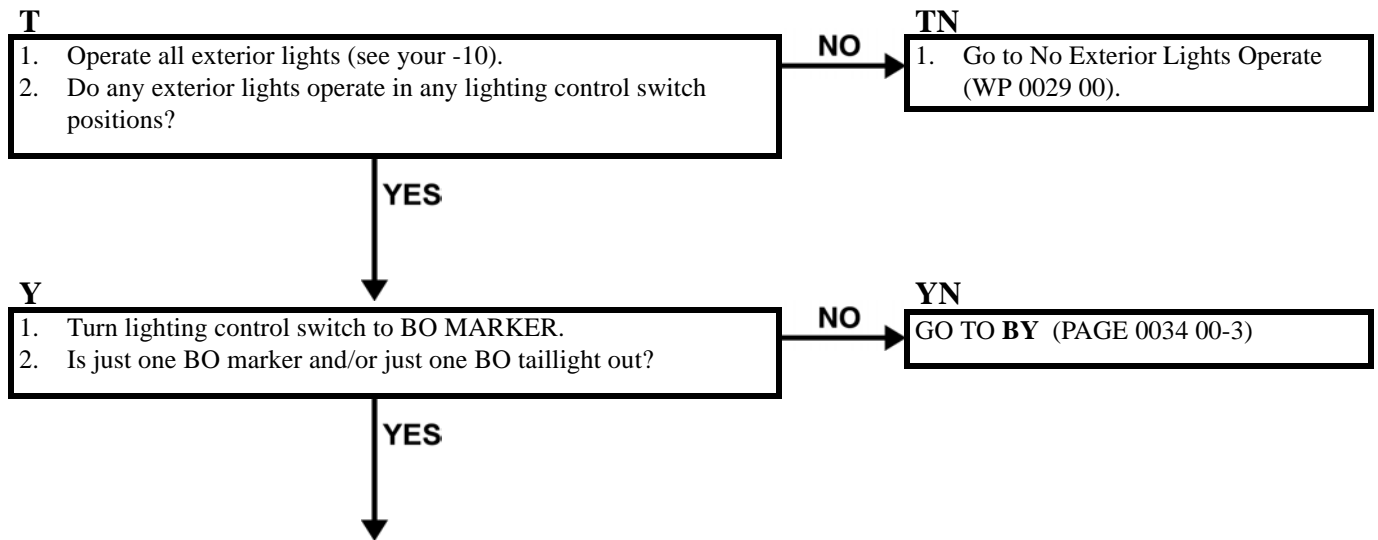 T
1. Operate all exterior lights (see your -10).
2. Do any exterior lights operate in any lighting control switch
positions?
NO
TN
1. Go to No Exterior Lights Operate
(WP 0029 00).
YES
Y
1. Turn lighting control switch to BO MARKER.
2. Is just one BO marker and/or just one BO taillight out?
NO
YN
GO TO BY (PAGE 0034 00-3)
YES